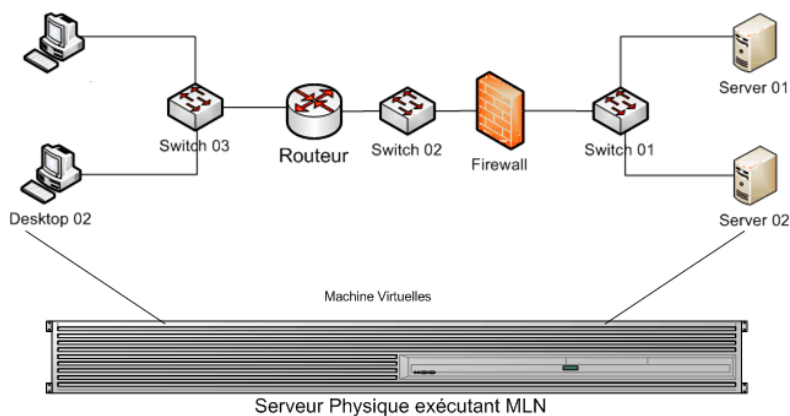 Server 01
Switch 03
Routeur
Switch 02
Firewall
Switch 01
Desktop 02
Server 02
Machine Virtuelles
Serveur Physique exécutant MLN